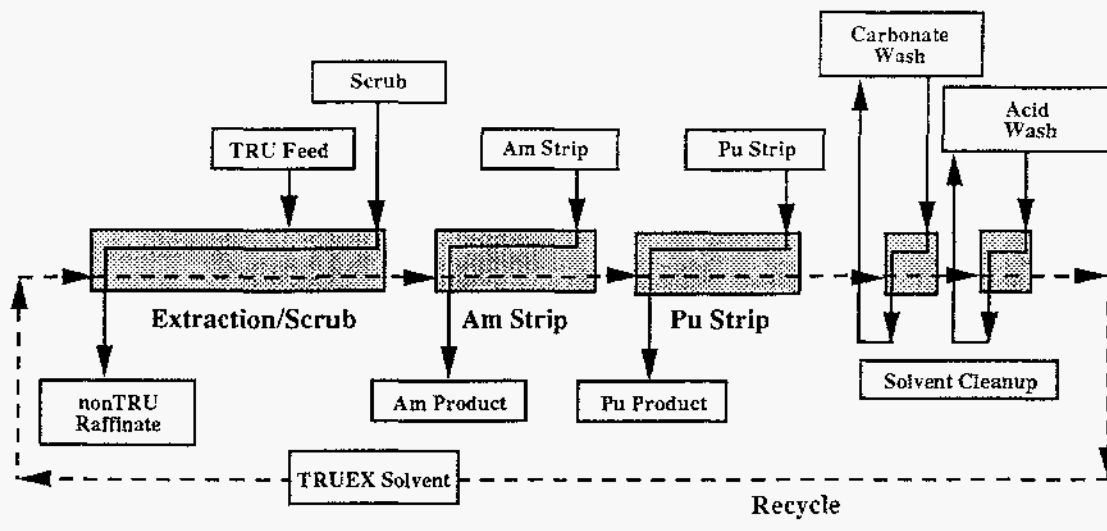 Carbonate
Wash
Scrub
Acid
Wash
TRU Feed
Am Strip
Pu Strip
Extraction/Scrub
Am Strip
Pu Strip
Solvent Cleanup
nonTRU
Raffinate
Am Product
Pu Product
TRUEX Solvent
Recycle